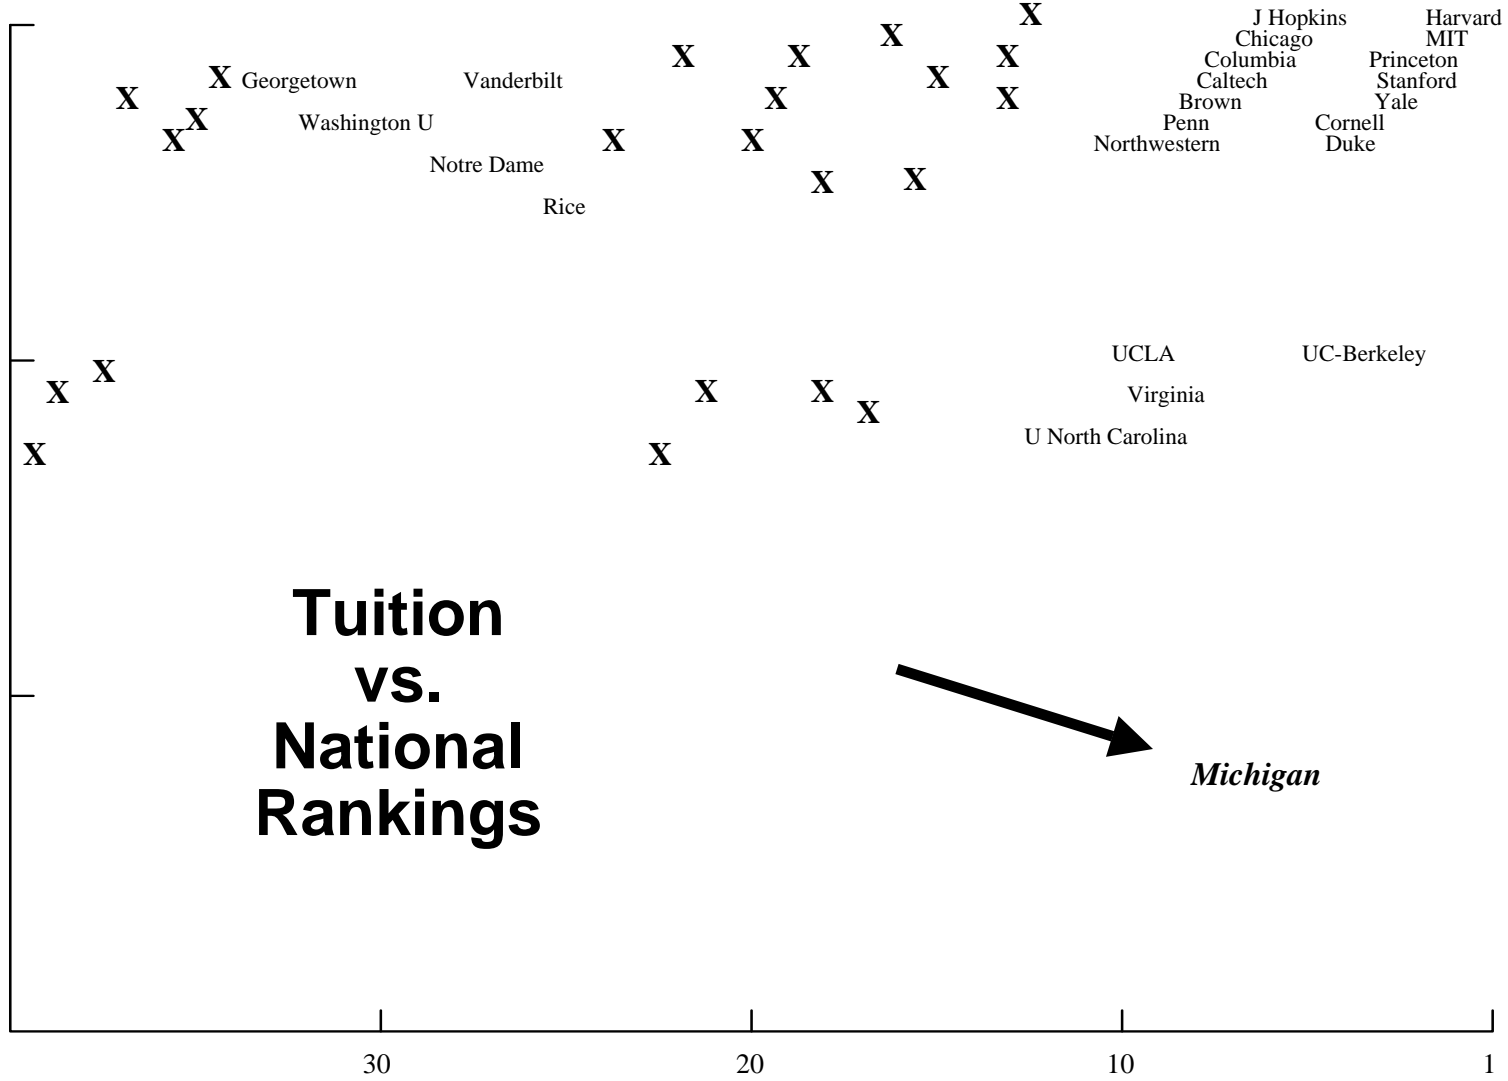 X
J Hopkins
Harvard
X
Chicago
MIT
X
X
X
Columbia
Princeton
X
Georgetown
Vanderbilt
X
Caltech
Stanford
X
X
X
Brown
Yale
X
Washington U
Penn
Cornell
X
X
X
Northwestern
Duke
Notre Dame
X
X
Rice
UCLA
UC-Berkeley
X
X
X
X
Virginia
X
U North Carolina
X
X
Tuition
vs.
National
Rankings
Michigan
30
20
10
1